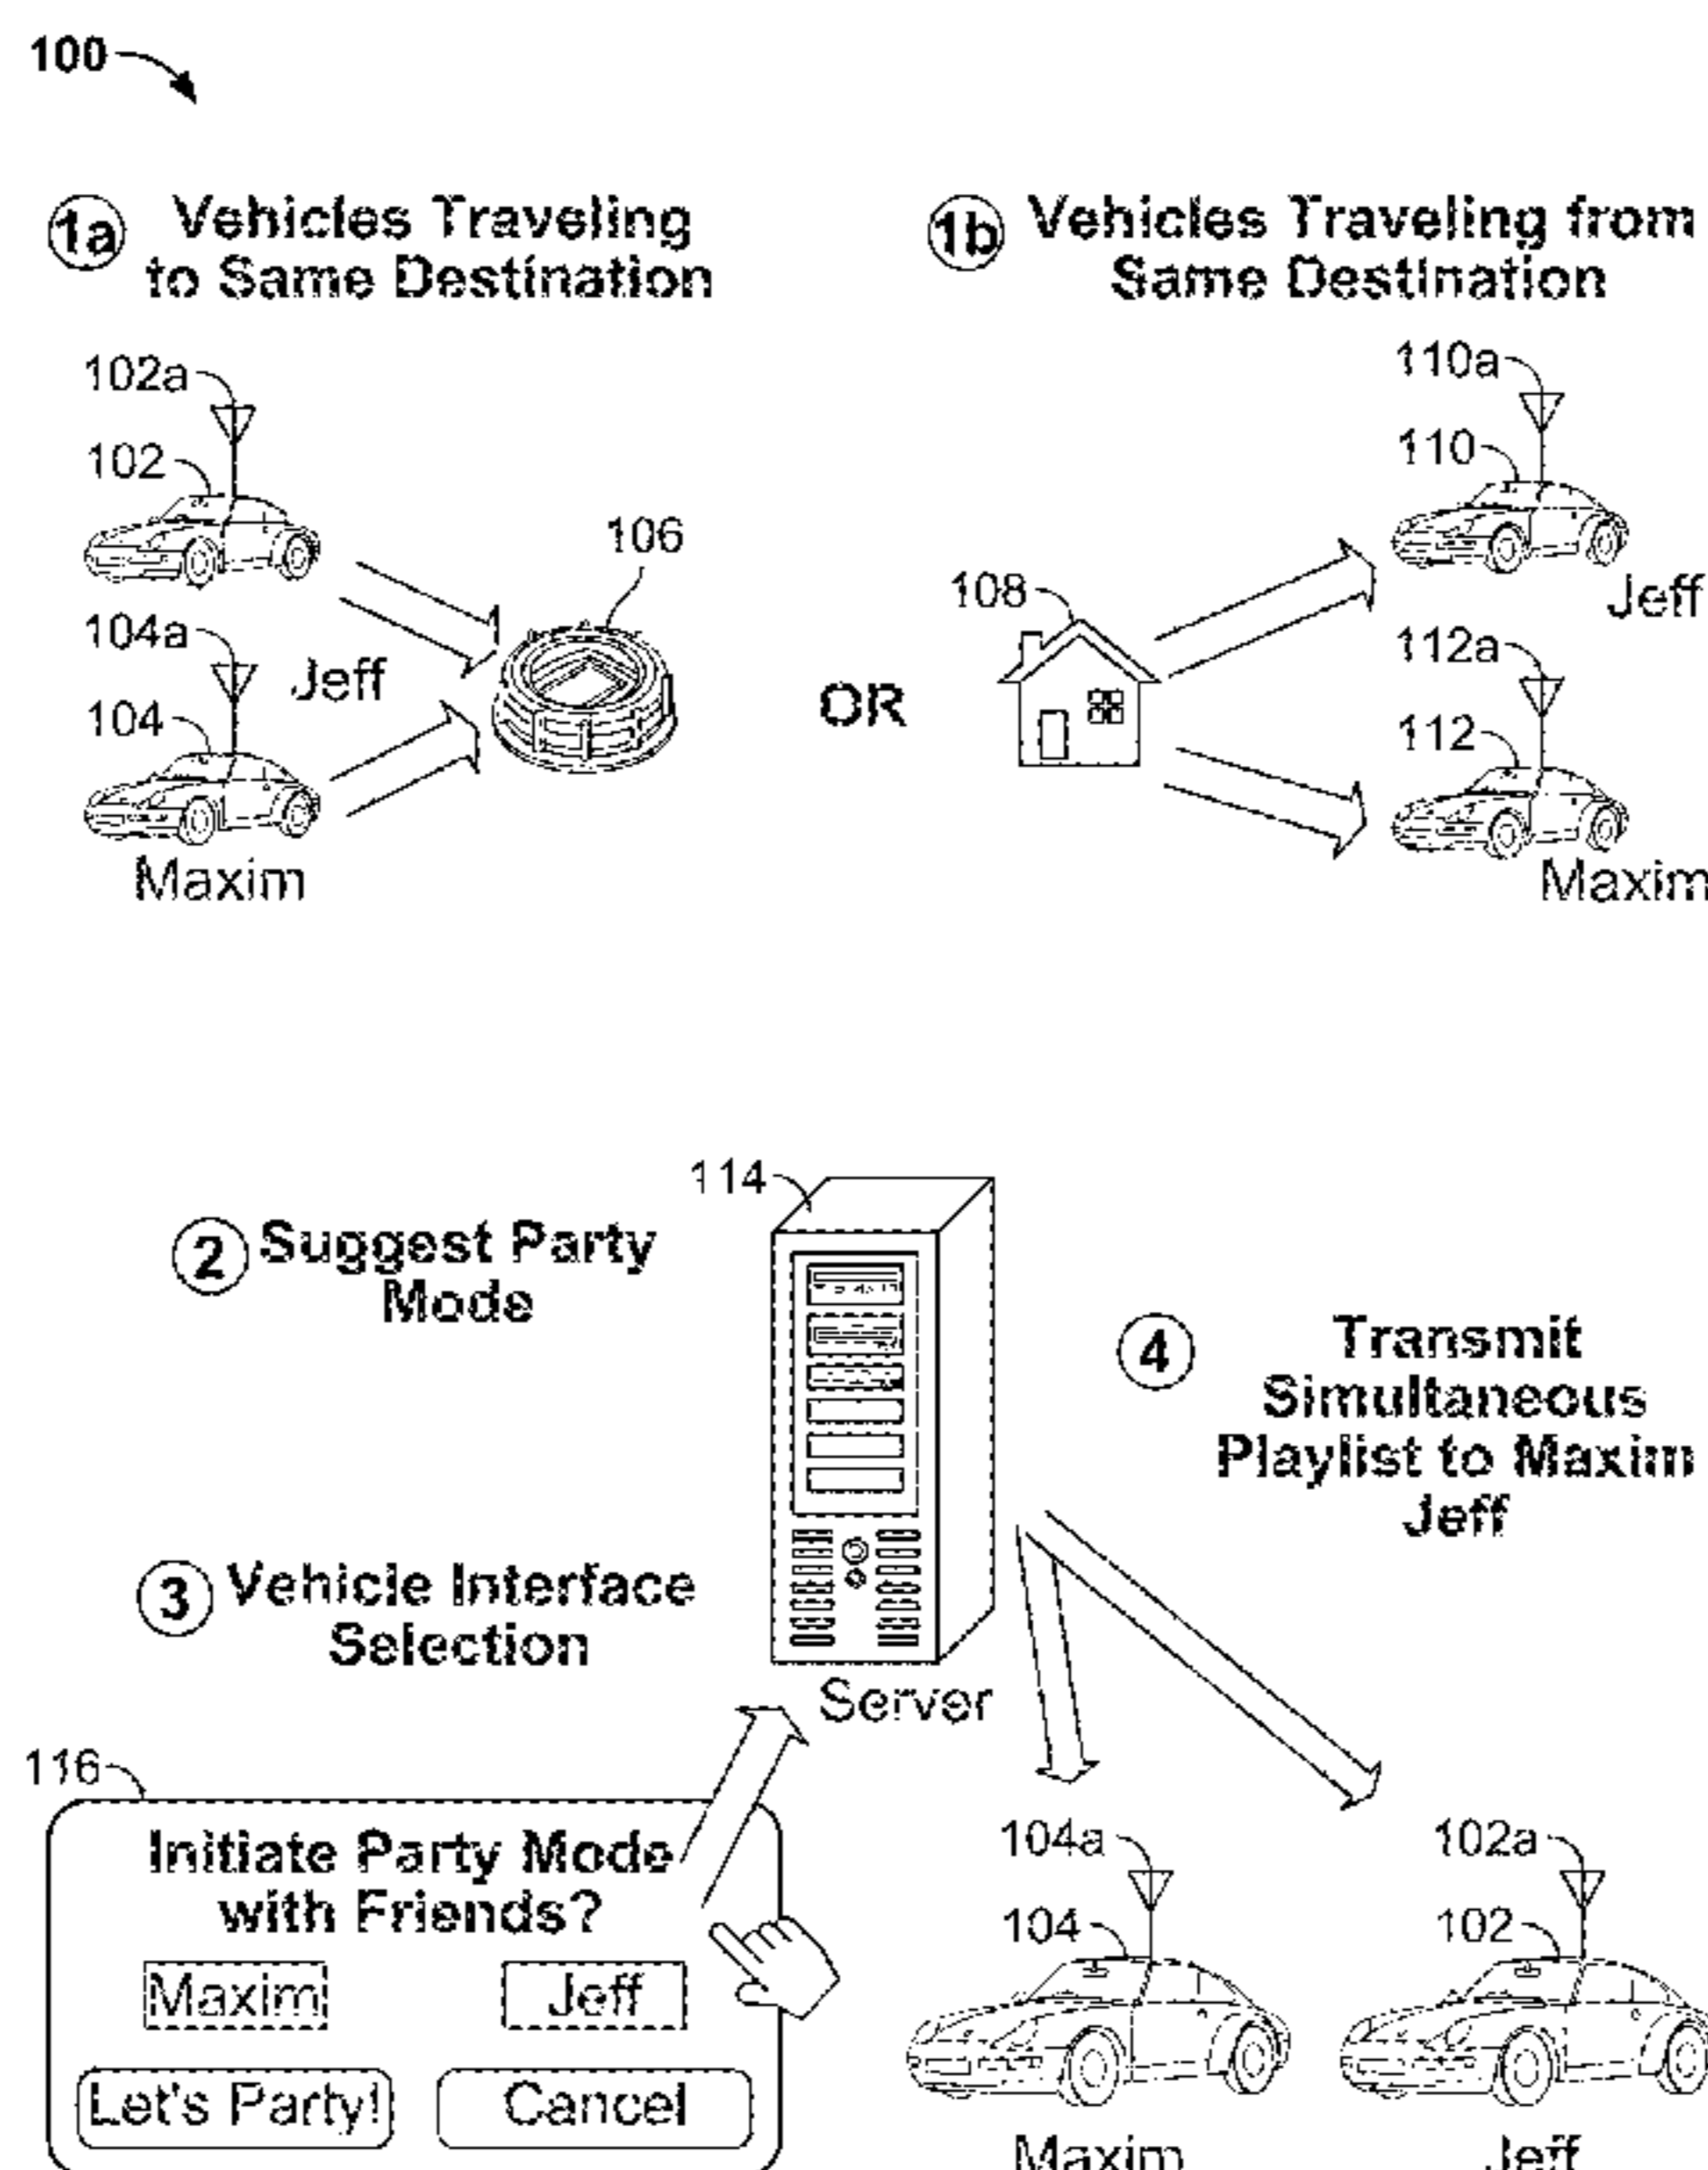 100
1a Vehicles Traveling
to Same Destination
1b Vehicles Traveling from
Same Destination
102a
102
106
104a
Jeff
104
Maxim
OR
108
110a
110
Jeff
112a
112
Maxim
114
2 Suggest Party
Mode
4 Transmit
Simultaneous
Playlist to Maxim
Jeff
3 Vehicle Interface
Selection
Server
116
Initiate Party Mode
with Friends?
Maxim
Jeff
Let's Party!
Cancel
104a
104
Maxim
102a
102
Jeff